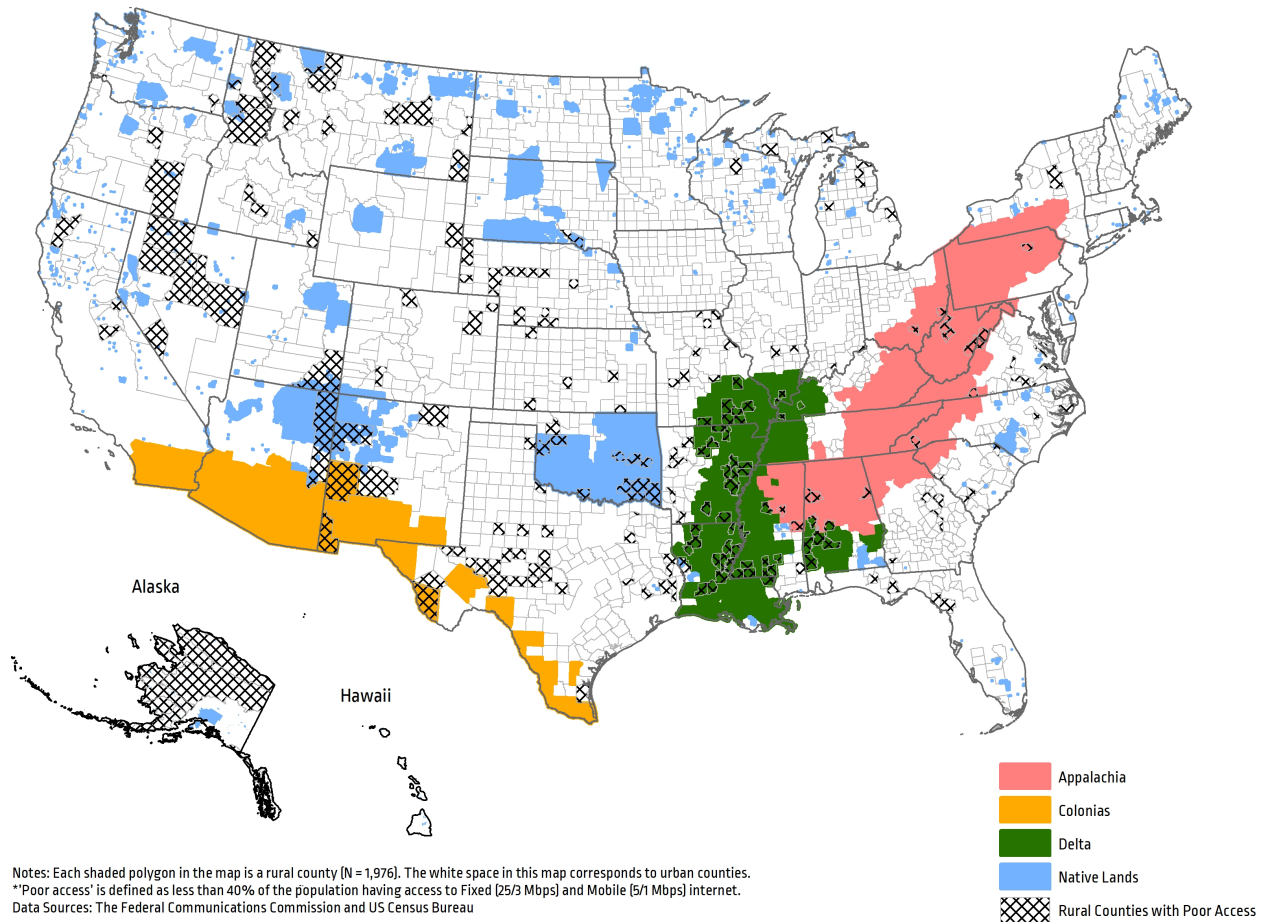 Alaska
Hawaii
Appalachia
Colonias
Delta
Native Lands
Rural Counties with Poor Access
Notes: Each shaded polygon in the map is a rural county (N = 1,976). The white space in this map corresponds to urban counties.
*'Poor access' is defined as less than 40% of the population having access to Fixed (25/3 Mbps) and Mobile (5/1 Mbps) internet.
Data Sources: The Federal Communications Commission and US Census Bureau